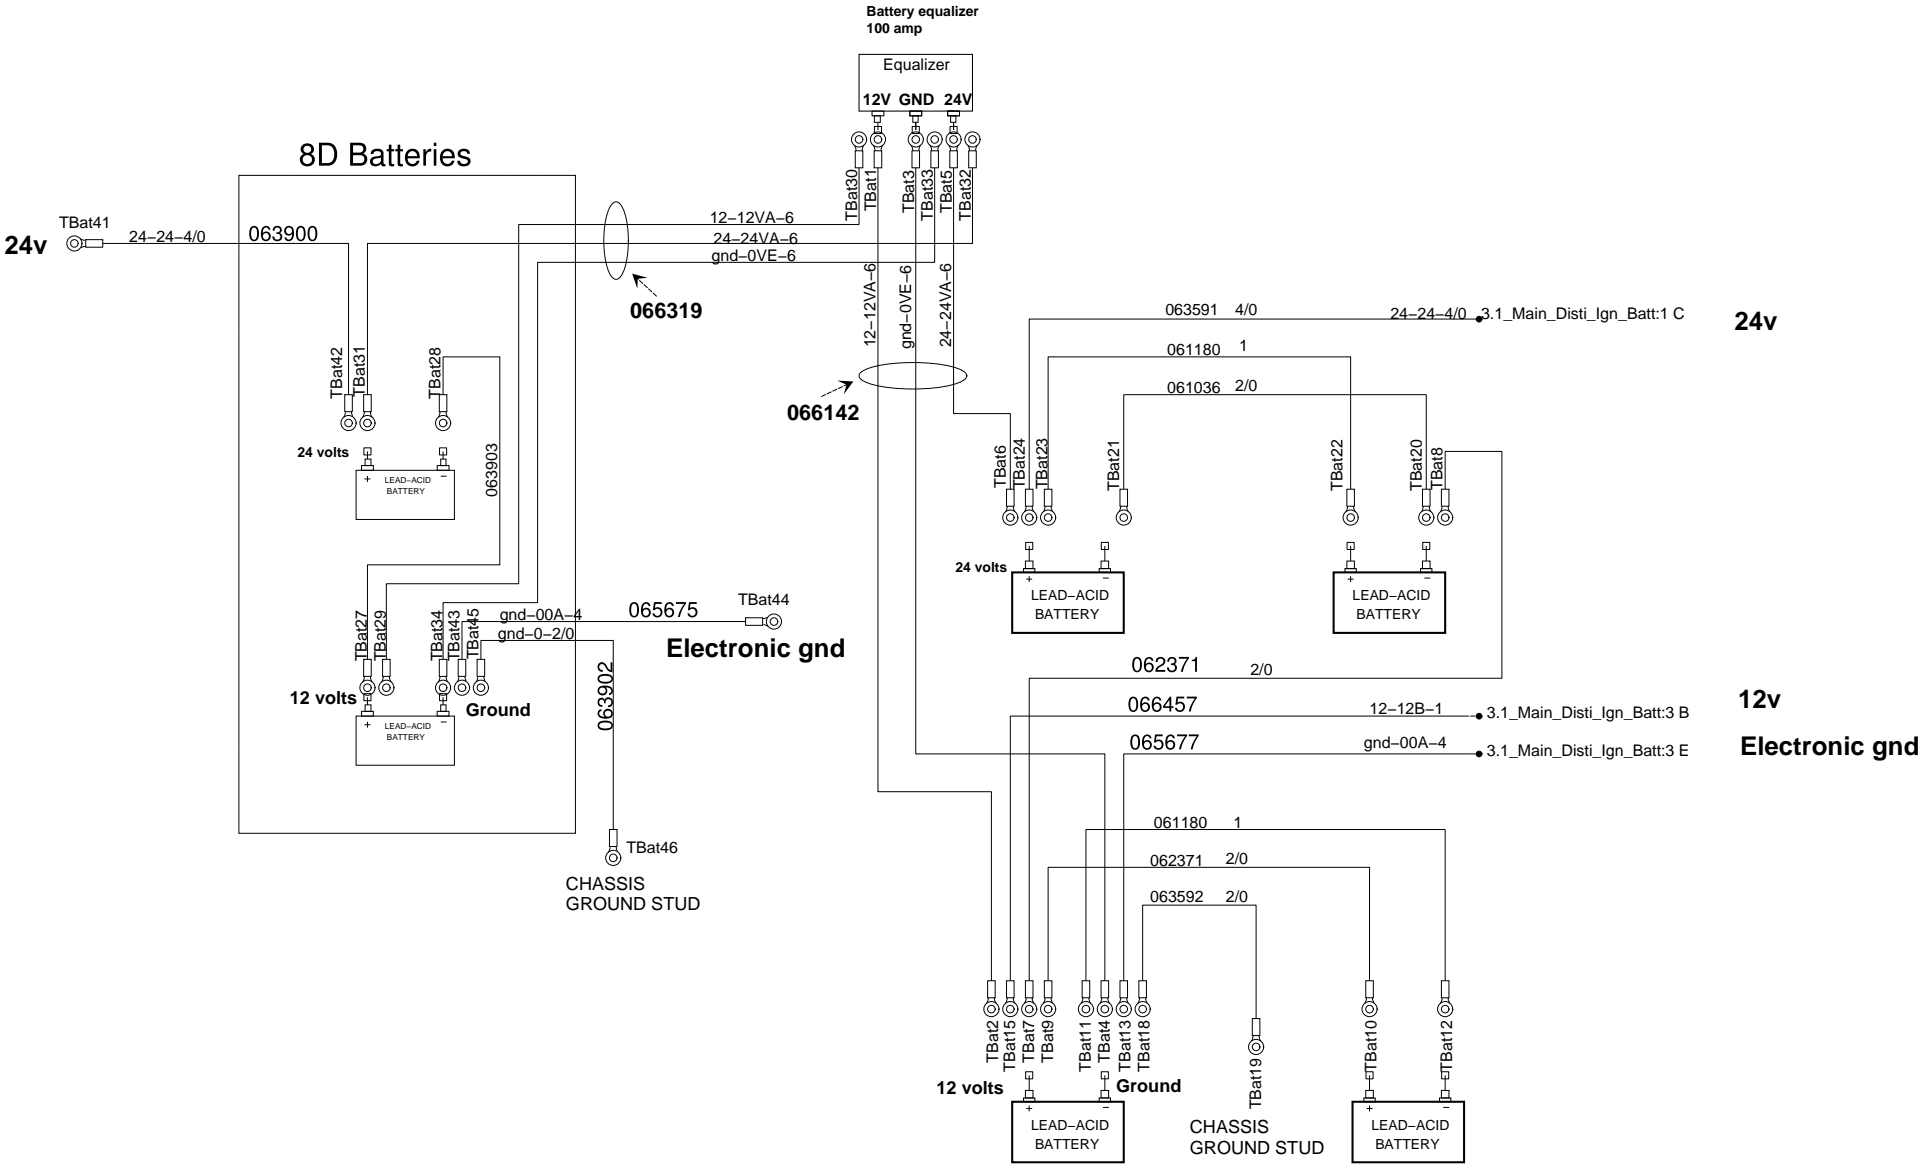 Battery equalizer
100 amp
Equalizer
12V GND 24V
TBat30
TBat1
TBat3
TBat33
TBat5
TBat32
8D Batteries
24v
TBat41
24−24−4/0
063900
12−12VA−6
24−24VA−6
gnd−0VE−6
066319
12−12VA−6
gnd−0VE−6
24−24VA−6
066142
TBat42
TBat31
TBat28
24 volts
+
−
LEAD−ACID
BATTERY
063903
TBat27
TBat29
TBat34
TBat43
TBat45
gnd−00A−4
065675
TBat44
gnd−0−2/0
Electronic gnd
063902
12 volts
Ground
+
−
LEAD−ACID
BATTERY
TBat46
CHASSIS
GROUND STUD
063591 4/0
24−24−4/0
3.1_Main_Disti_Ign_Batt:1 C
24v
061180 1
061036 2/0
TBat6
TBat24
TBat23
TBat21
TBat22
TBat20
TBat8
24 volts
+
−
LEAD−ACID
BATTERY
+
−
LEAD−ACID
BATTERY
062371 2/0
066457
12−12B−1
3.1_Main_Disti_Ign_Batt:3 B
12v
065677
gnd−00A−4
3.1_Main_Disti_Ign_Batt:3 E
Electronic gnd
061180 1
062371 2/0
063592 2/0
TBat2
TBat15
TBat7
TBat9
TBat11
TBat4
TBat13
TBat18
TBat19
TBat10
TBat12
12 volts
Ground
+
−
LEAD−ACID
BATTERY
CHASSIS
GROUND STUD
+
−
LEAD−ACID
BATTERY